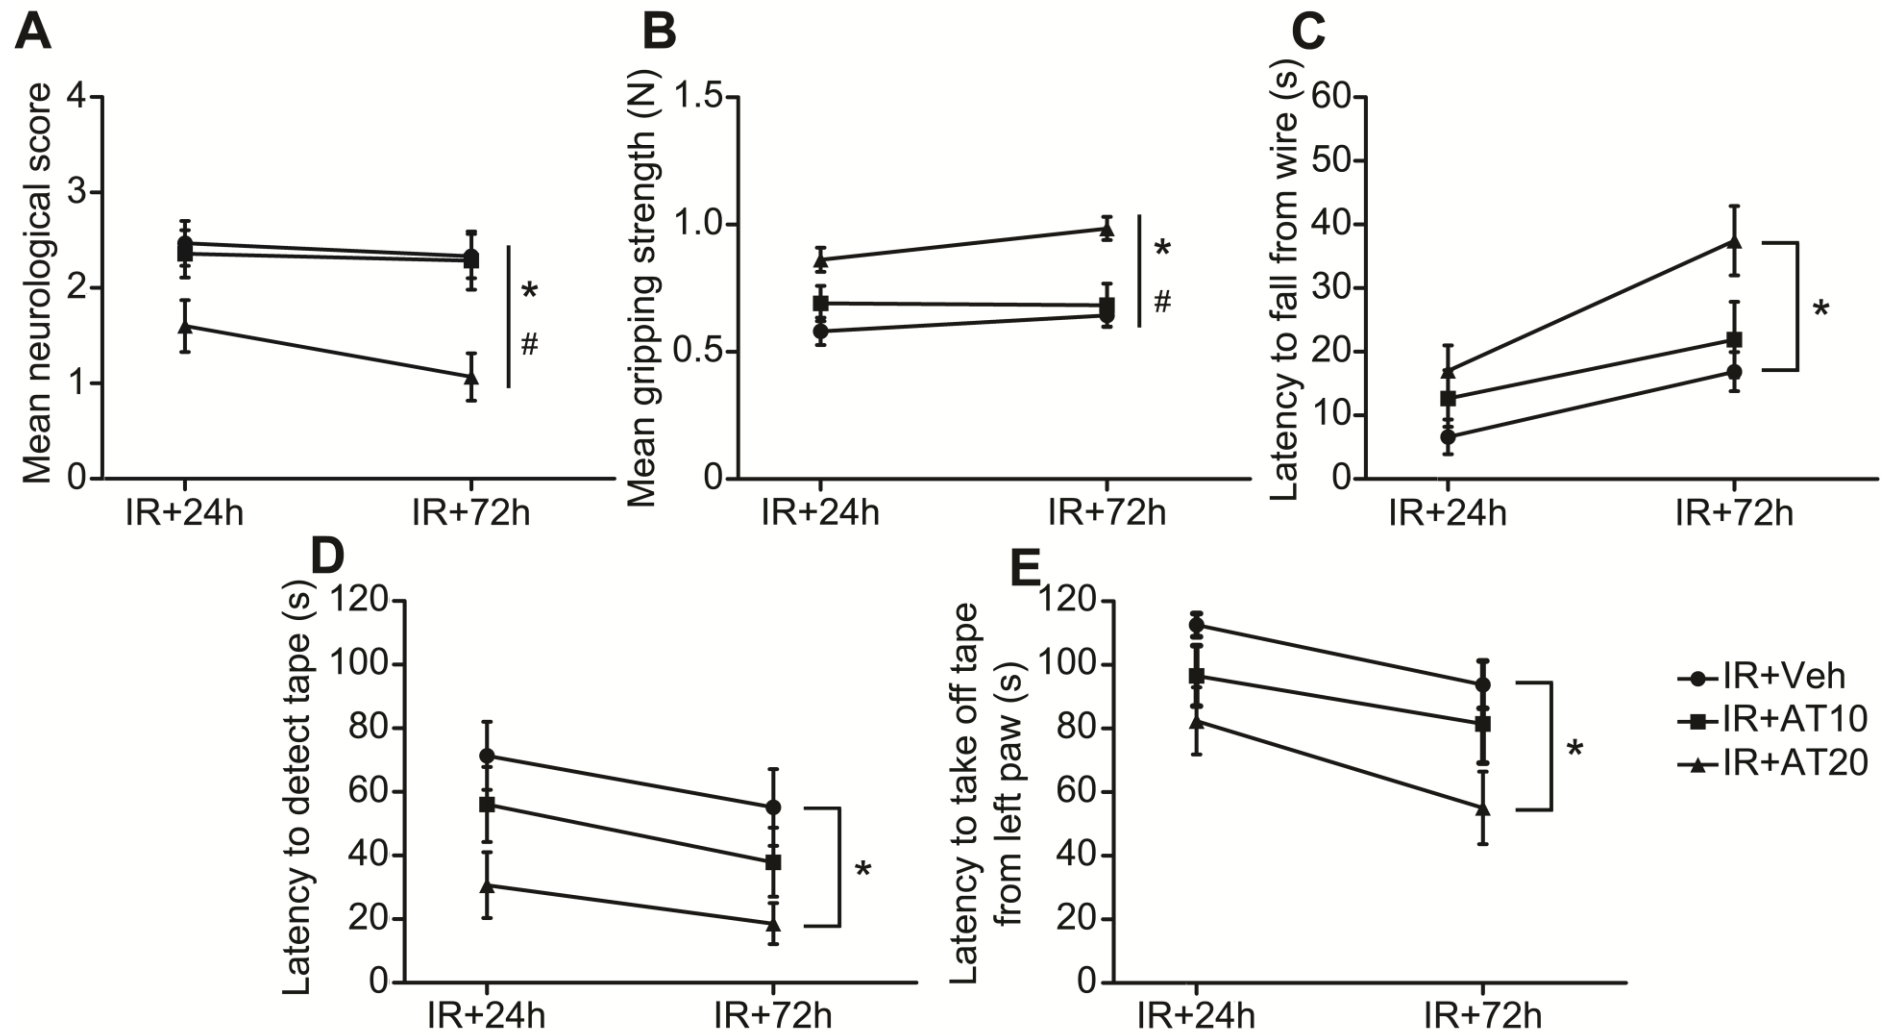 A
Mean neurological score
4
3
2
1
0
IR+24h
IR+72h
*
#
B
Mean gripping strength (N)
1.5
1.0
0.5
0
IR+24h
IR+72h
*
#
C
Latency to fall from wire (s)
60
50
40
30
20
10
0
IR+24h
IR+72h
*
D
Latency to detect tape (s)
120
100
80
60
40
20
0
IR+24h
IR+72h
*
E
Latency to take off tape
from left paw (s)
120
100
80
60
40
20
0
IR+24h
IR+72h
*
IR+Veh
IR+AT10
IR+AT20